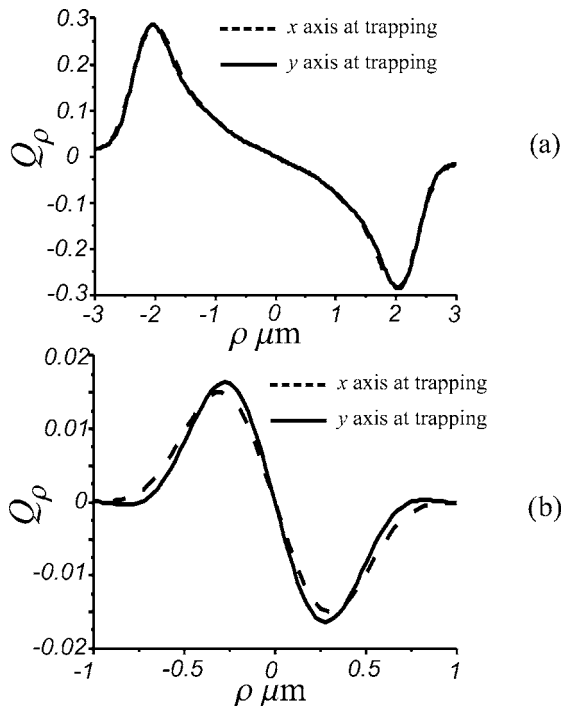 0.3
0.2
0.1
0
-0.1
-0.2
-0.3
Qρ
x axis at trapping
y axis at trapping
(a)
-3 -2 -1 0 1 2 3
ρ μm
0.02
0.01
0
-0.01
-0.02
Qρ
x axis at trapping
y axis at trapping
(b)
-1 -0.5 0 0.5 1
ρ μm